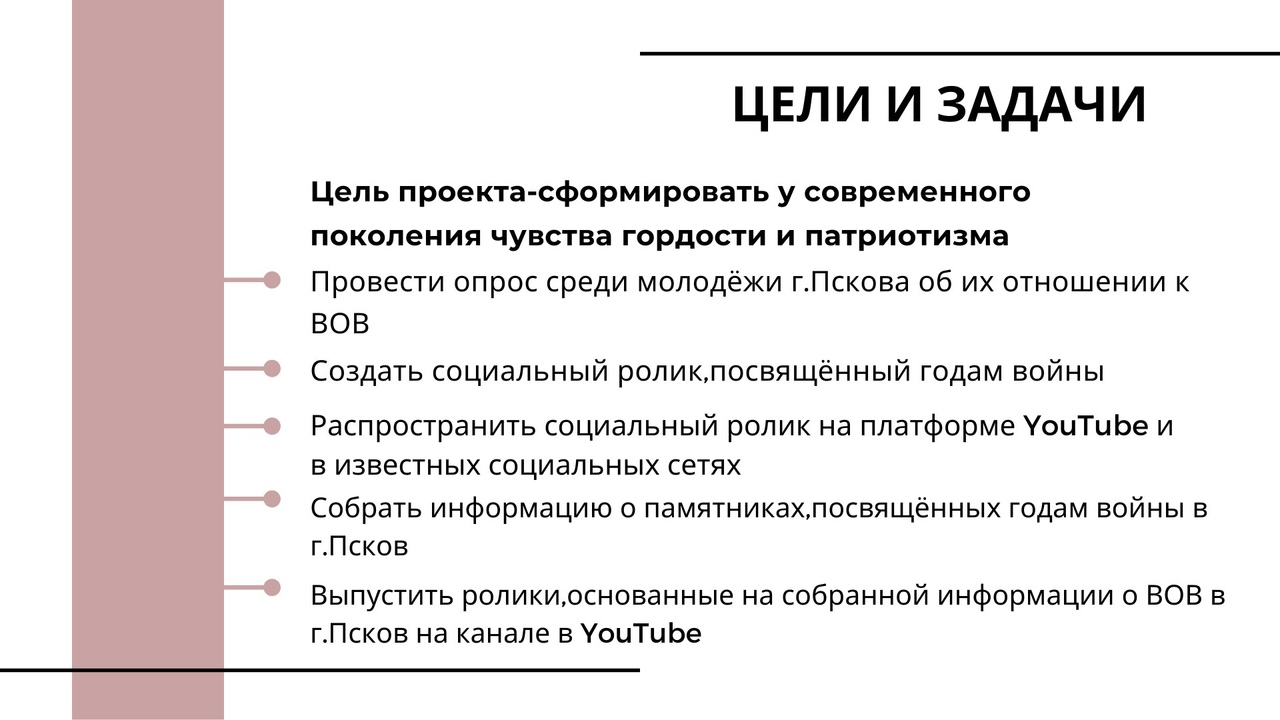 ЦЕЛИ И ЗАДАЧИ
Цель проекта-сформировать у современного
поколения чувства гордости и патриотизма
Провести опрос среди молодёжи г.Пскова об их отношении к
ВОВ
Создать социальный ролик,посвящённый годам войны
Распространить социальный ролик на платформе YouTube и
в известных социальных сетях
Собрать информацию о памятниках,посвящённых годам войны в
г.Псков
Выпустить ролики,основанные на собранной информации о ВОВ в
г.Псков на канале в YouTube